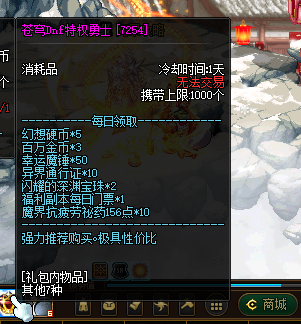 苍穹Dnf特权勇士 [7254]
消耗品
冷却时间:1天
无法交易
携带上限:1000个
-----------每日领取-----------
幻想硬币*5
百万金币*3
幸运魔锤*50
异界通行证*10
闪耀的深渊宝珠*2
福利副本每日门票*1
魔界抗疲劳秘药156点*10
强力推荐购买。极具性价比
[礼包内物品]
其他7种
币
个
/1
6
商城